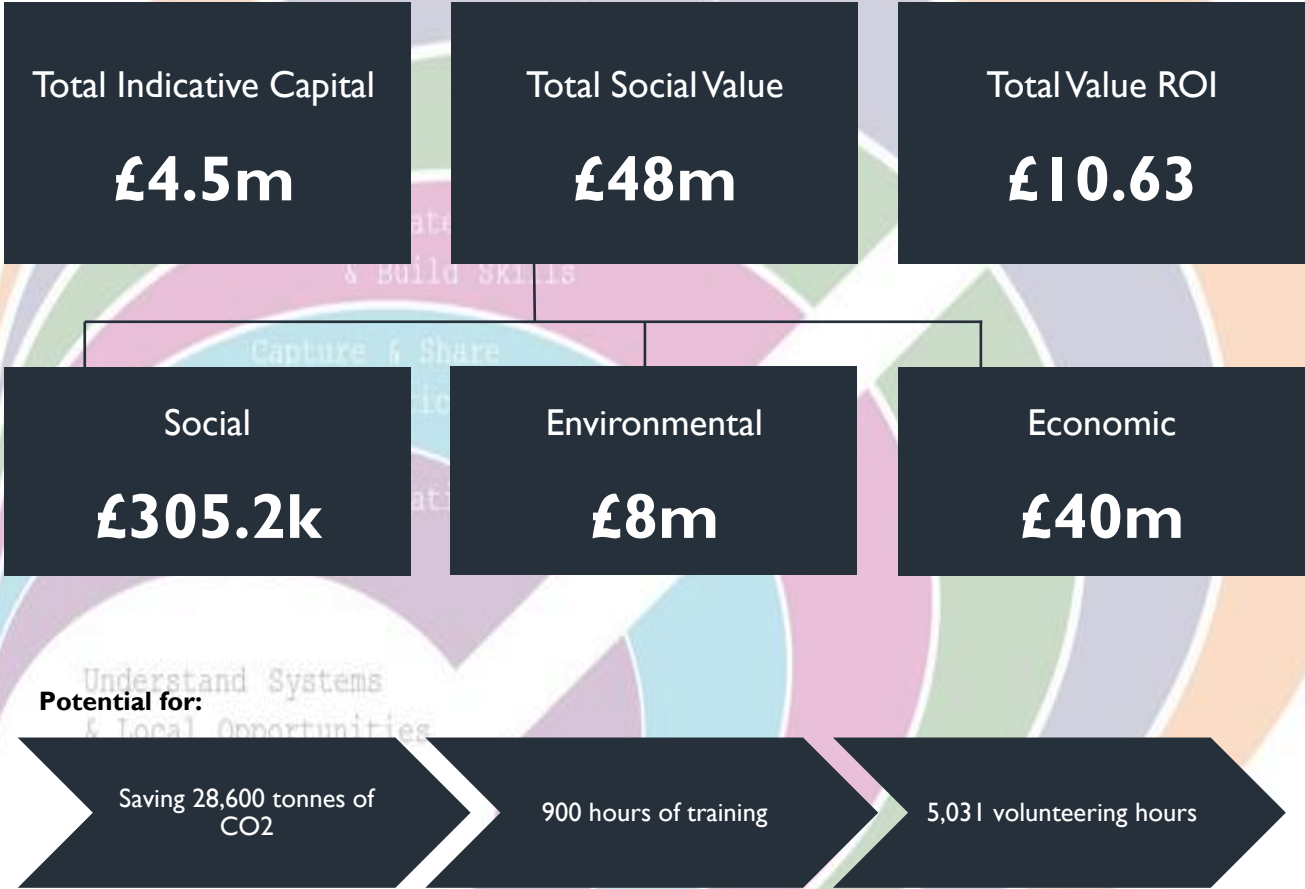 Total Indicative Capital
£4.5m
Total Social Value
£48m
Total Value ROI
£10.63
& Build Skills
Capture & Share
Social
£305.2k
Environmental
£8m
Economic
£40m
Understand Systems
& Local Opportunities
Potential for:
Saving 28,600 tonnes of
CO2
900 hours of training
5,031 volunteering hours